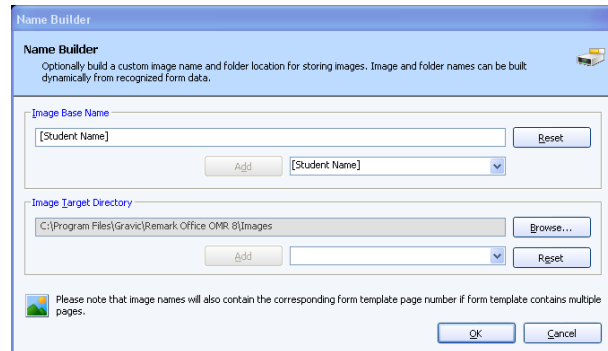 Name Builder
Name Builder
Optionally build a custom image name and folder location for storing images. Image and folder names can be built
dynamically from recognized form data.
Image Base Name
[Student Name]
Reset
Add
[Student Name]
Image Target Directory
C:\Program Files\Gravic\Remark Office OMR 8\Images
Browse...
Add
Reset
Please note that image names will also contain the corresponding form template page number if form template contains multiple
pages.
OK
Cancel